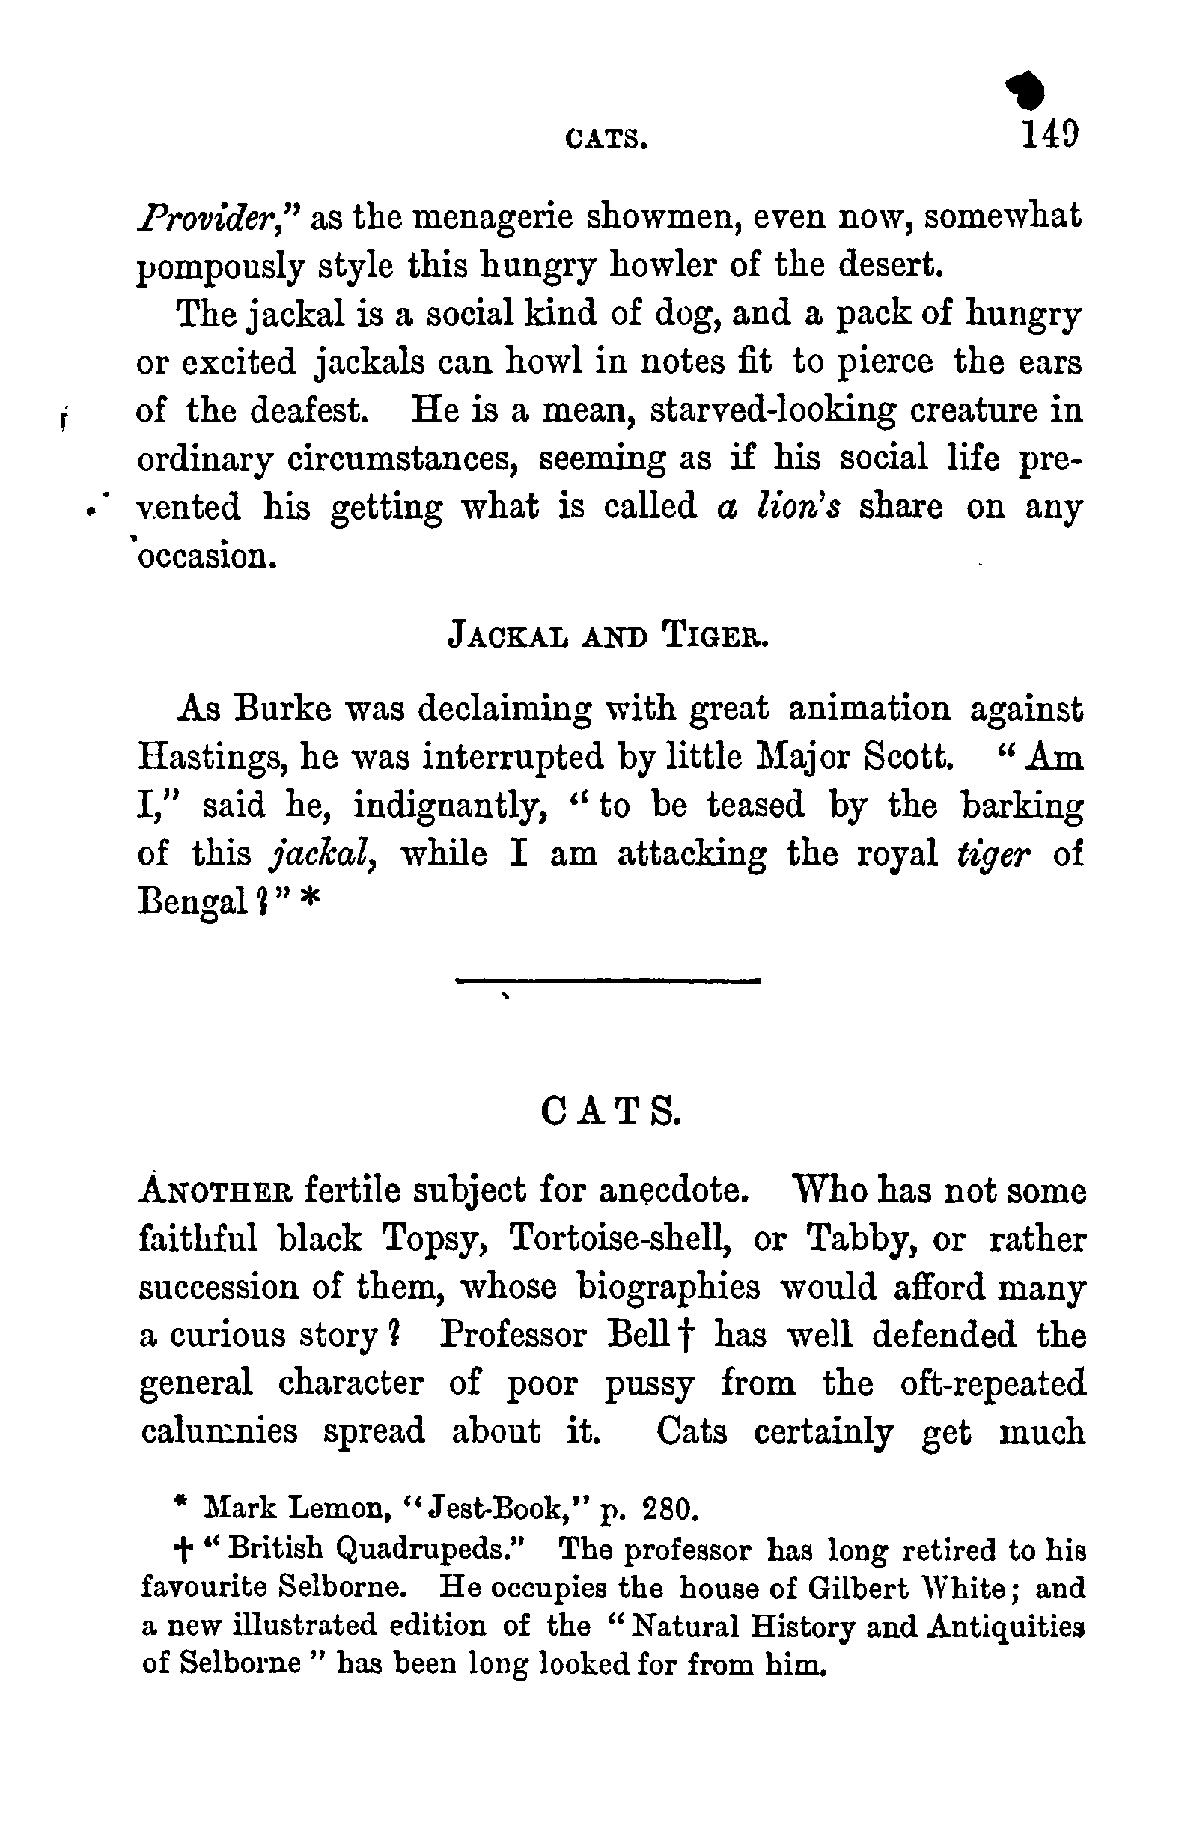 CATS. 149
Provider," as the menagerie showmen, even now, somewhat
pompously style this hungry howler of the desert.
The jackal is a social kind of dog, and a pack of hungry
or excited jackals can howl in notes fit to pierce the ears
of the deafest. He is a mean, starved-looking creature in
ordinary circumstances, seeming as if his social life pre-
vented his getting what is called a lion's share on any
occasion.
JACKAL AND TIGER.
As Burke was declaiming with great animation against
Hastings, he was interrupted by little Major Scott. "Am
I," said he, indignantly, "to be teased by the barking
of this jackal, while I am attacking the royal tiger of
Bengal?" *
CATS.
ANOTHER fertile subject for anecdote. Who has not some
faithful black Topsy, Tortoise-shell, or Tabby, or rather
succession of them, whose biographies would afford many
a curious story? Professor Bell† has well defended the
general character of poor pussy from the oft-repeated
calumnies spread about it. Cats certainly get much
* Mark Lemon, "Jest-Book," p. 280.
† "British Quadrupeds." The professor has long retired to his
favourite Selborne. He occupies the house of Gilbert White; and
a new illustrated edition of the "Natural History and Antiquities
of Selborne" has been long looked for from him.